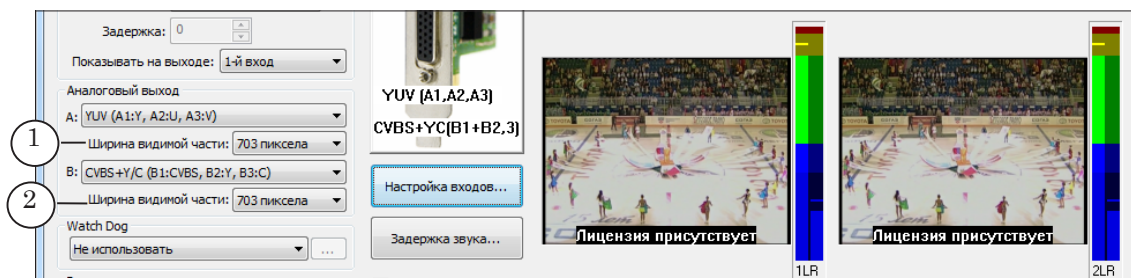 Задержка: 0
Показывать на выходе: 1-й вход
Аналоговый выход
A: YUV (A1:Y, A2:U, A3:V)
1
Ширина видимой части: 703 пиксела
B: CVBS+Y/C (B1:CVBS, B2:Y, B3:C)
2
Ширина видимой части: 703 пиксела
Watch Dog
Не использовать ...
YUV (A1,A2,A3)
CVBS+YC(B1+B2,3)
Настройка входов...
Задержка звука...
Лицензия присутствует
1LR
Лицензия присутствует
2LR